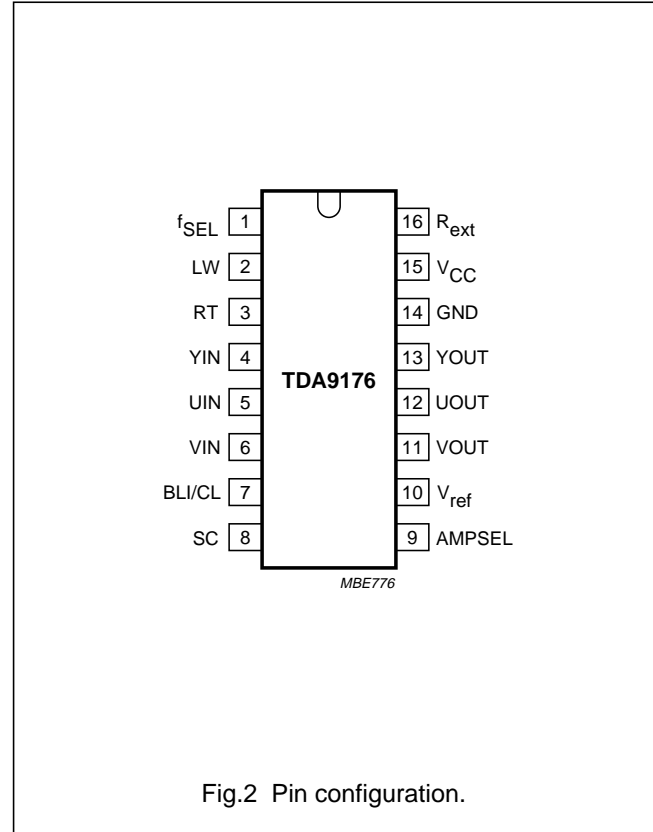 fSEL 1 16 Rext
LW 2 15 VCC
RT 3 14 GND
YIN 4 13 YOUT
TDA9176
UIN 5 12 UOUT
VIN 6 11 VOUT
BLI/CL 7 10 Vref
SC 8 9 AMPSEL
MBE776
Fig.2 Pin configuration.